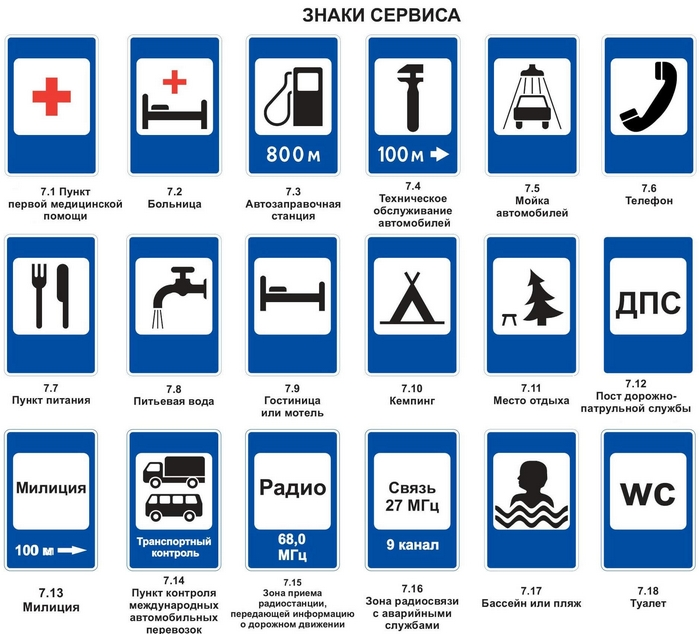 ЗНАКИ СЕРВИСА
800 м
100 м
7.1 Пункт
первой медицинской
помощи
7.2
Больница
7.3
Автозаправочная
станция
7.4
Техническое
обслуживание
автомобилей
7.5
Мойка
автомобилей
7.6
Телефон
ДПС
7.7
Пункт питания
7.8
Питьевая вода
7.9
Гостиница
или мотель
7.10
Кемпинг
7.11
Место отдыха
7.12
Пост дорожно-
патрульной службы
Милиция
100 м
Транспортный
контроль
Радио
68,0
МГц
Связь
27 МГц
9 канал
WC
7.13
Милиция
7.14
Пункт контроля
международных
автомобильных
перевозок
7.15
Зона приема
радиостанции,
передающей информацию
о дорожном движении
7.16
Зона радиосвязи
с аварийными
службами
7.17
Бассейн или пляж
7.18
Туалет